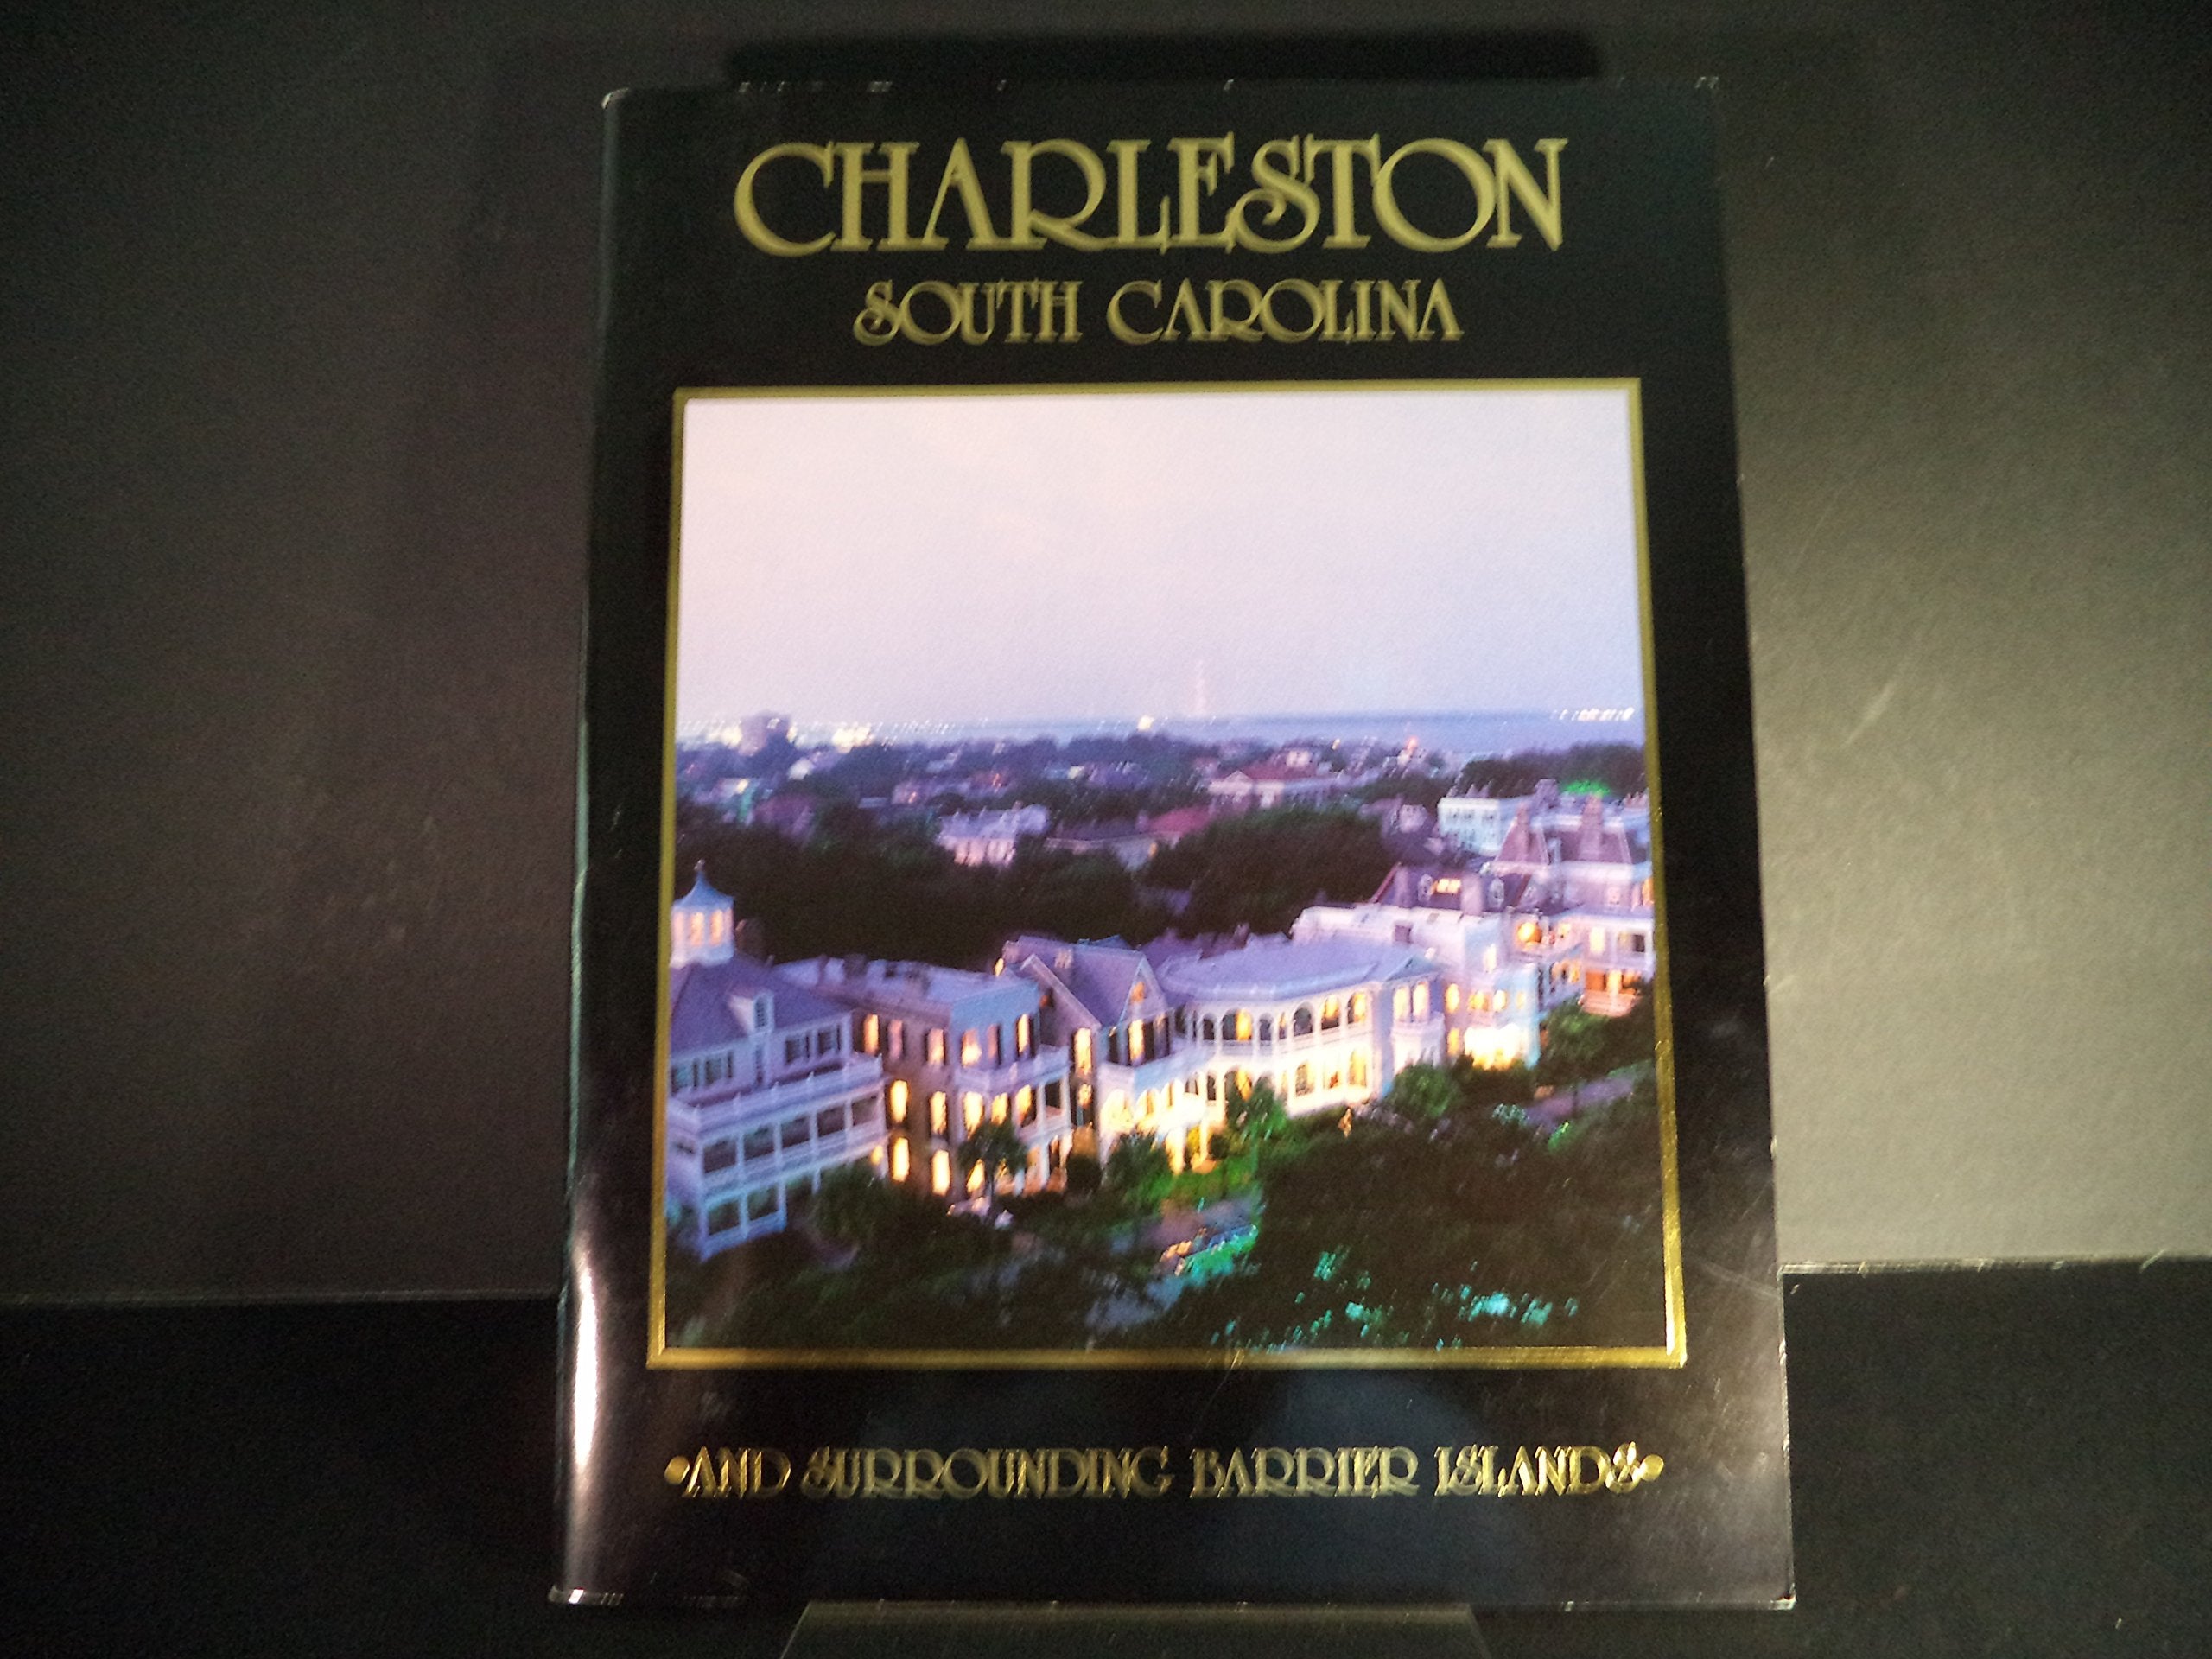 CHARLESTON
SOUTH CAROLINA
•AND SURROUNDING BARRIER ISLANDS•